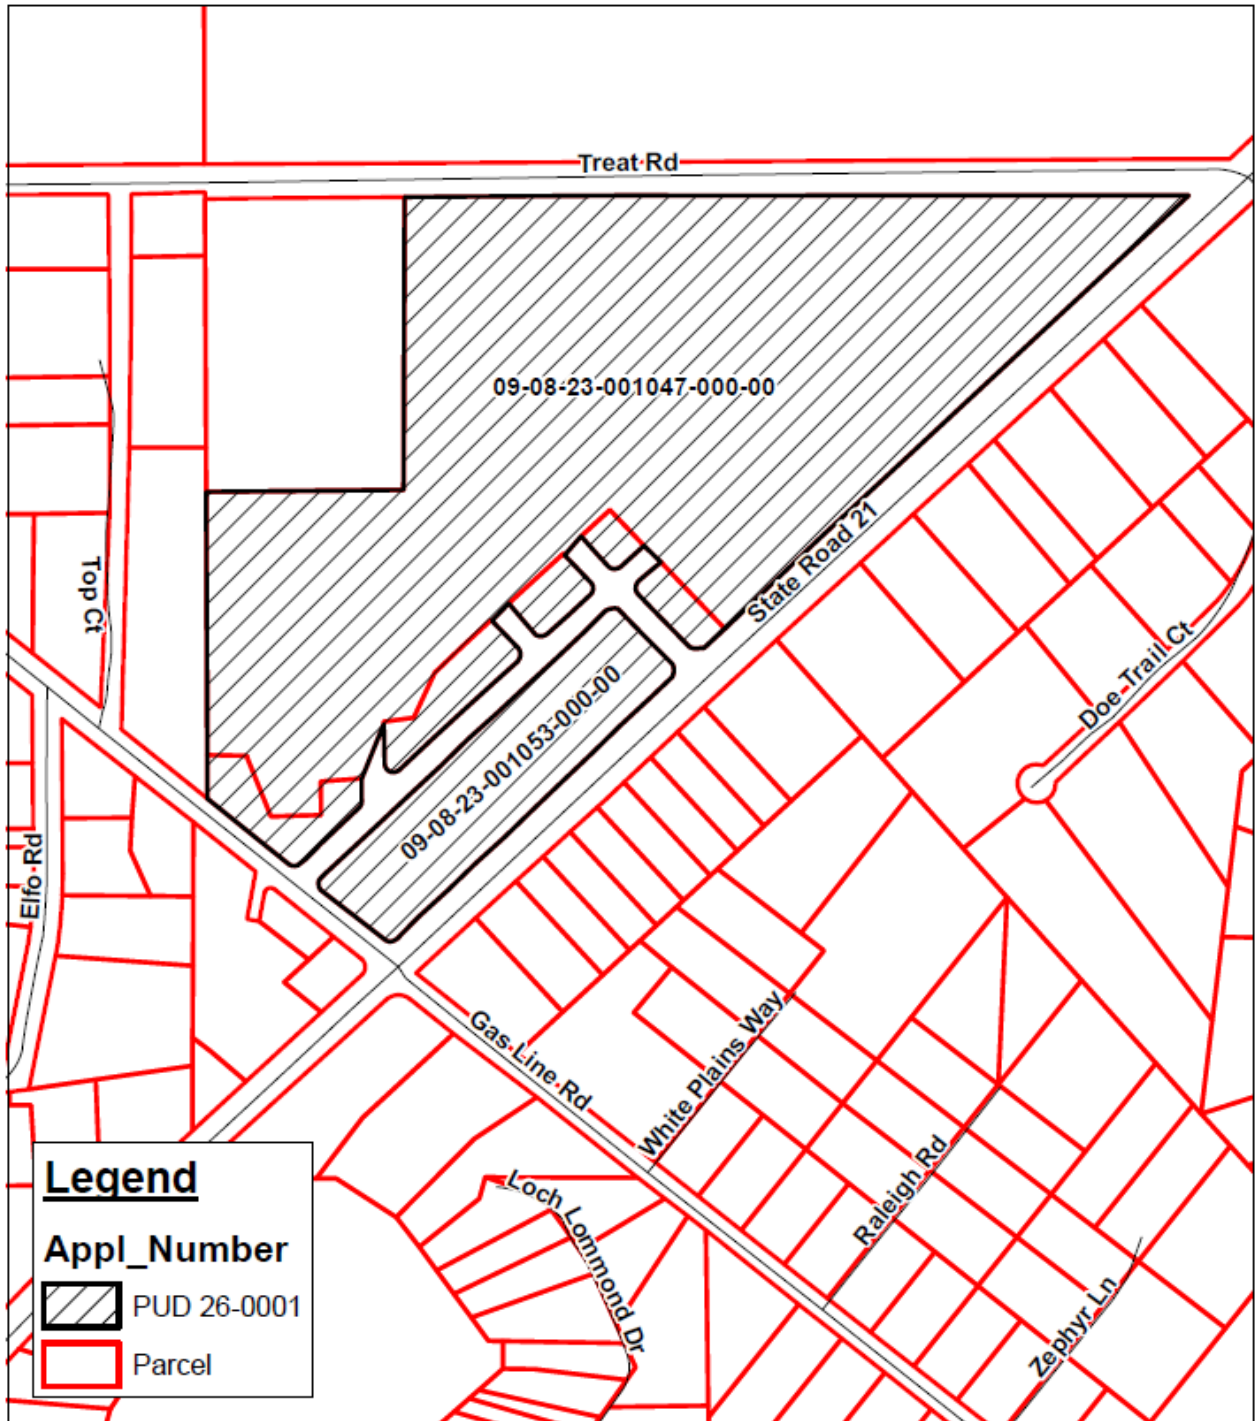 Treat Rd
09-08-23-001047-000-00
State Road 21
Top Ct
Doe Trail Ct
09-08-23-001053-000-00
Elfo Rd
Gas Line Rd
White Plains Way
Raleigh Rd
Loch Lommond Dr
Zephyr Ln
Legend
Appl_Number
PUD 26-0001
Parcel